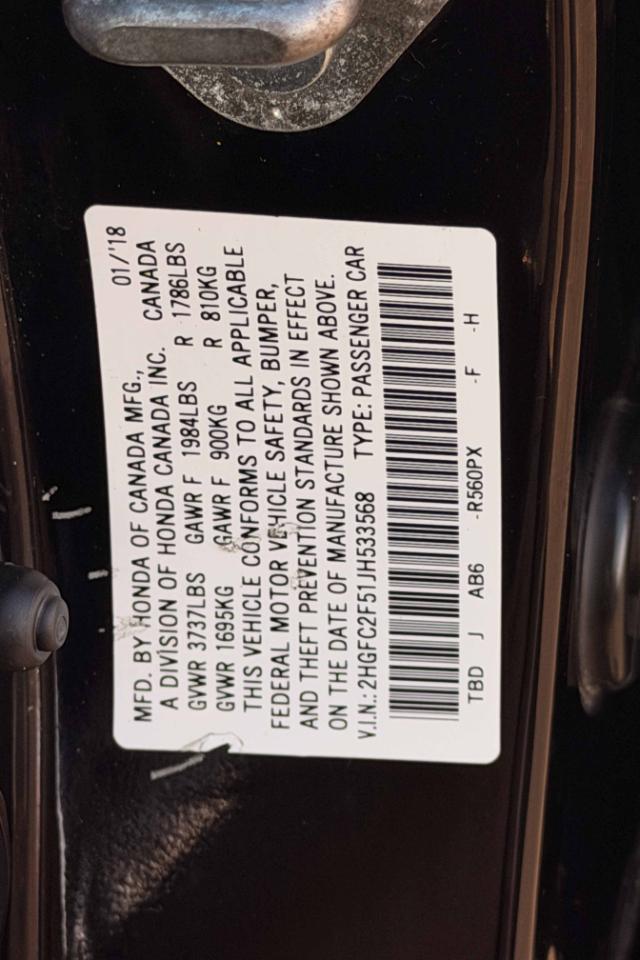 MFD. BY HONDA OF CANADA MFG., 01/'18
A DIVISION OF HONDA CANADA INC. CANADA
GVWR 3737LBS GAWR F 1984LBS R 1786LBS
GVWR 1695KG GAWR F 900KG R 810KG
THIS VEHICLE CONFORMS TO ALL APPLICABLE
FEDERAL MOTOR VEHICLE SAFETY, BUMPER,
AND THEFT PREVENTION STANDARDS IN EFFECT
ON THE DATE OF MANUFACTURE SHOWN ABOVE.
V.I.N.: 2HGFC2F51JH533568 TYPE: PASSENGER CAR
TBD J AB6 -R560PX -F -H